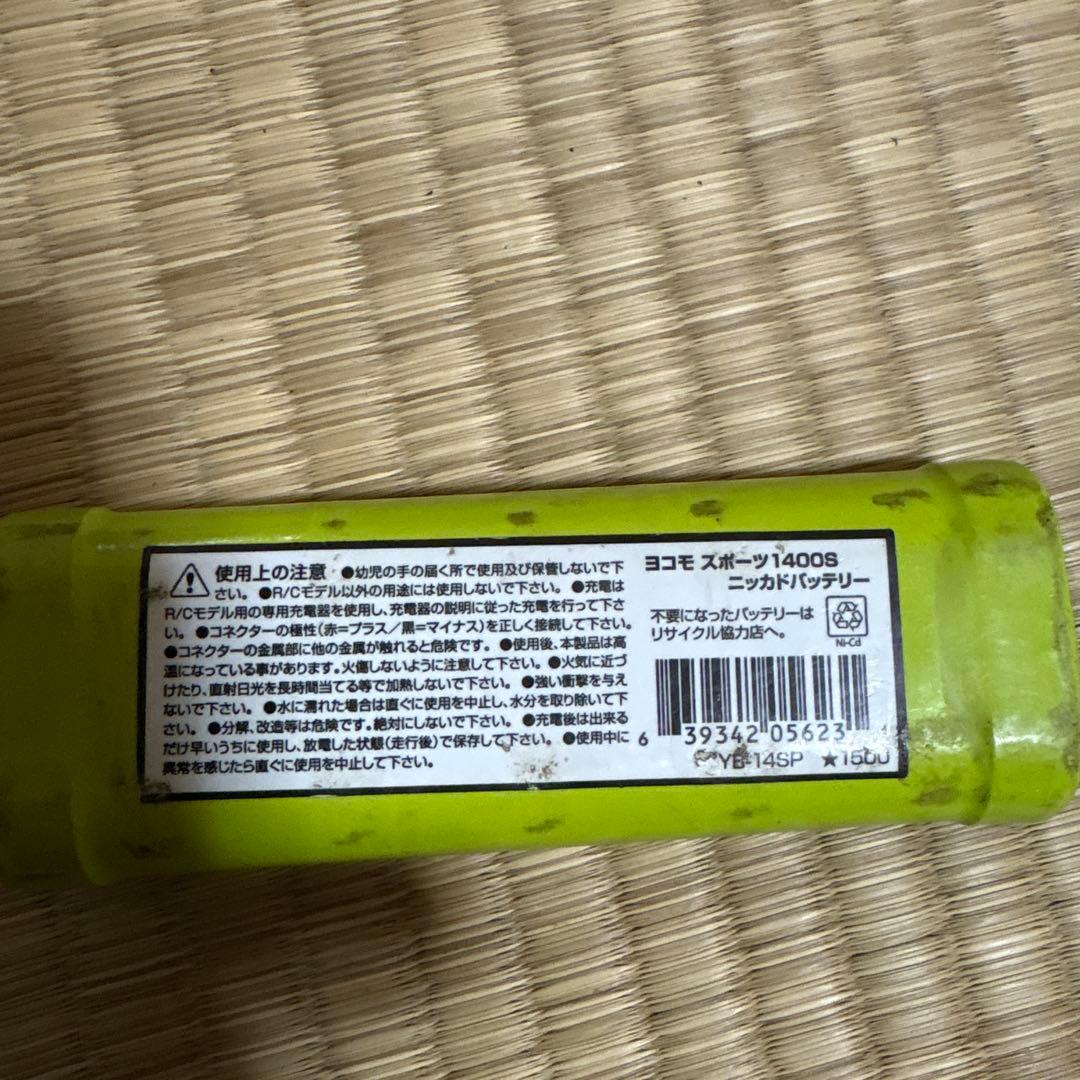 使用上の注意 ●幼児の手の届く所で使用及び保管しないで下
さい。 ●R/Cモデル以外の用途には使用しないで下さい。 ●充電は
R/Cモデル用の専用充電器を使用し、充電器の説明に従った充電を行って下さ
い。 ●コネクターの極性(赤=プラス/黒=マイナス)を正しく接続して下さい。
●コネクターの金属部に他の金属が触れると危険です。 ●使用後、本製品は高
温になっている事があります。火傷しないように注意して下さい。 ●火気に近づ
けたり、直射日光を長時間当てる等で加熱しないで下さい。 ●強い衝撃を与え
ないで下さい。 ●水に濡れた場合は直ぐに使用を中止し、水分を取り除いて下
さい。 ●分解、改造等は危険です。絶対にしないで下さい。 ●充電後は出来る
だけ早いうちに使用し、放電した状態(走行後)で保存して下さい。 ●使用中に
異常を感じたら直ぐに使用を中止して下さい。
ヨコモ スポーツ1400S
ニッカドバッテリー
不要になったバッテリーは
リサイクル協力店へ。
Ni-Cd
6 39342 05623
YB-14SP ★1500